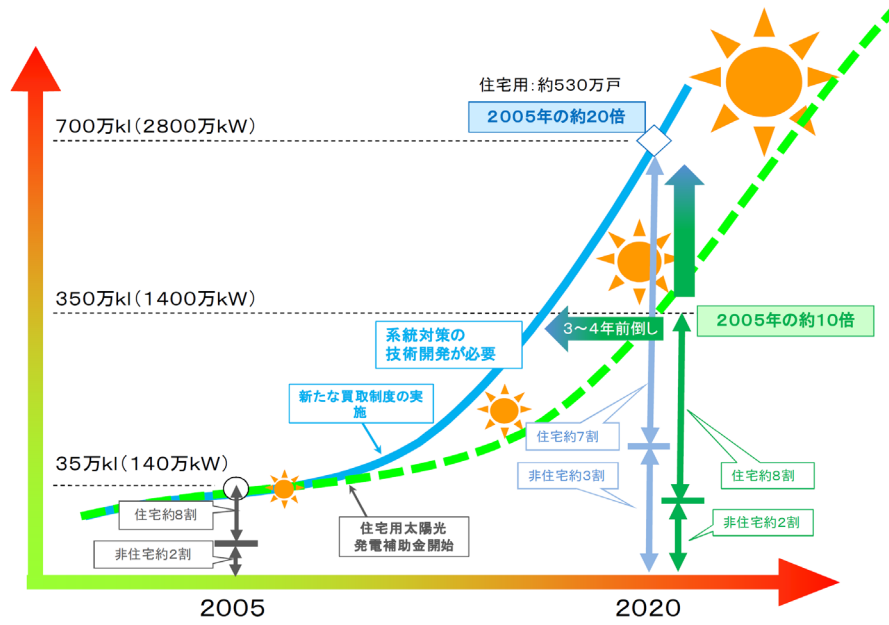 住宅用：約530万戸
2005年の約20倍
700万kl（2800万kW）
350万kl（1400万kW）
2005年の約10倍
3～4年前倒し
系統対策の
技術開発が必要
新たな買取制度の実
施
住宅約7割
35万kl（140万kW）
住宅約8割
非住宅約3割
住宅約8割
住宅用太陽光
発電補助金開始
非住宅約2割
非住宅約2割
2005
2020